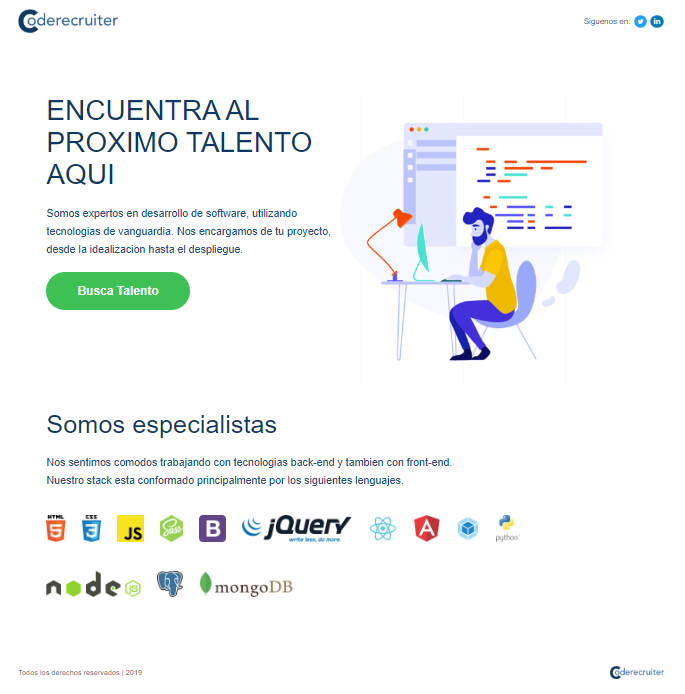 Coderecruiter
Siguenos en:
ENCUENTRA AL
PROXIMO TALENTO
AQUI
Somos expertos en desarrollo de software, utilizando
tecnologias de vanguardia. Nos encargamos de tu proyecto,
desde la idealizacion hasta el despliegue.
Busca Talento
Somos especialistas
Nos sentimos comodos trabajando con tecnologias back-end y tambien con front-end.
Nuestro stack esta conformado principalmente por los siguientes lenguajes.
HTML 5 CSS 3 JS Sass B jQuery write less, do more. A python
node JS mongoDB
Todos los derechos reservados | 2019
Coderecruiter